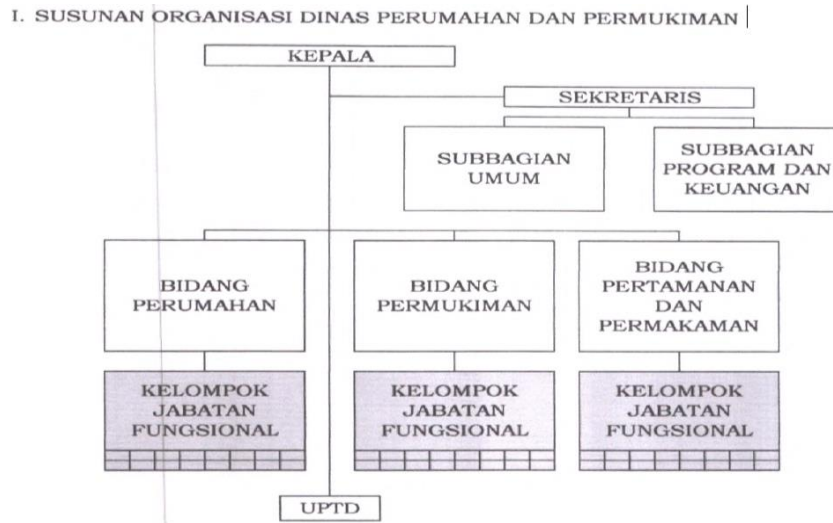 I. SUSUNAN ORGANISASI DINAS PERUMAHAN DAN PERMUKIMAN
KEPALA
SEKRETARIS
SUBBAGIAN
UMUM
SUBBAGIAN
PROGRAM DAN
KEUANGAN
BIDANG
PERUMAHAN
BIDANG
PERMUKIMAN
BIDANG
PERTAMANAN
DAN
PERMAKAMAN
KELOMPOK
JABATAN
FUNGSIONAL
KELOMPOK
JABATAN
FUNGSIONAL
KELOMPOK
JABATAN
FUNGSIONAL
UPTD